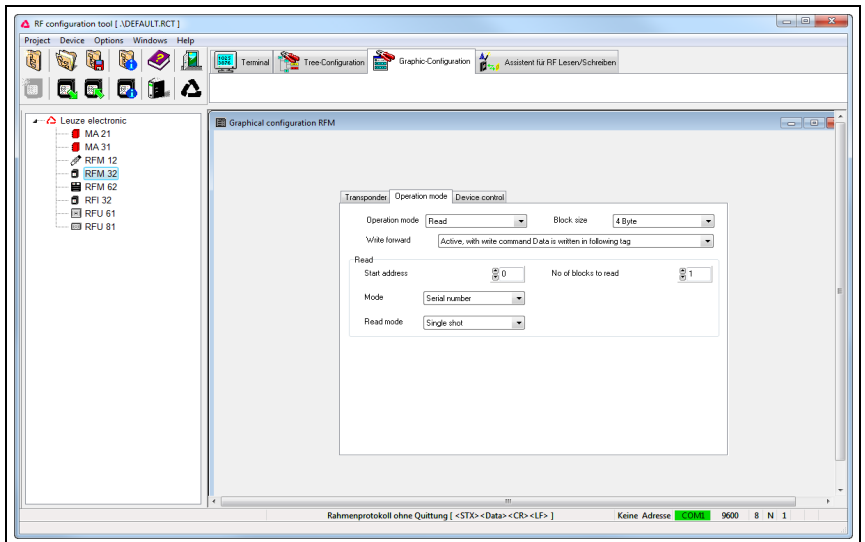 RF configuration tool [ .\DEFAULT.RCT ]
Project Device Options Windows Help
Terminal Tree-Configuration Graphic-Configuration Assistent für RF Lesen/Schreiben
Leuze electronic
MA 21
MA 31
RFM 12
RFM 32
RFM 62
RFI 32
RFU 61
RFU 81
Graphical configuration RFM
Transponder Operation mode Device control
Operation mode Read Block size 4 Byte
Write forward Active, with write command Data is written in following tag
Read
Start address 0 No of blocks to read 1
Mode Serial number
Read mode Single shot
Rahmenprotokoll ohne Quittung [ <STX><Data><CR><LF> ] Keine Adresse COM1 9600 8 N 1